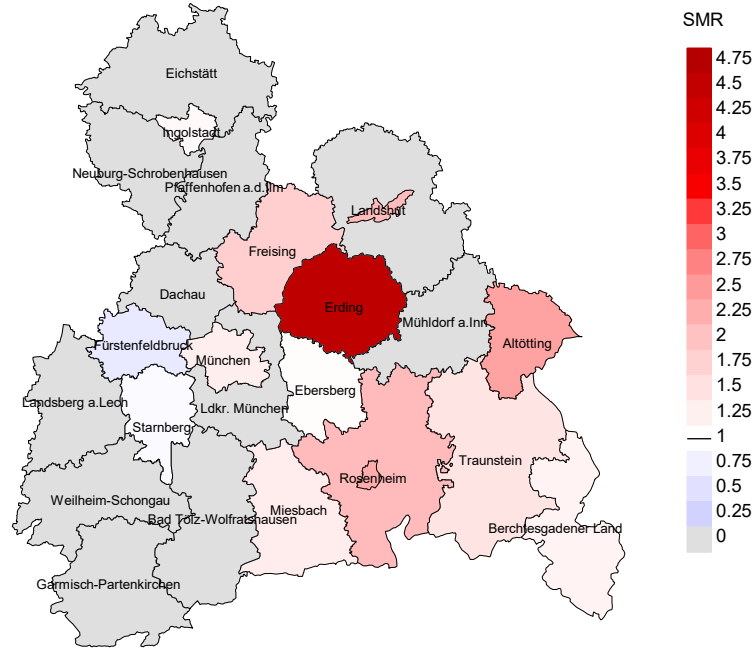 SMR
4.75
4.5
4.25
4
3.75
3.5
3.25
3
2.75
2.5
2.25
2
1.75
1.5
1.25
1
0.75
0.5
0.25
0
Eichstätt
Ingolstadt
Neuburg-Schrobenhausen
Pfaffenhofen a.d.Ilm
Landshut
Freising
Dachau
Erding
Mühldorf a.Inn
Fürstenfeldbruck
München
Altötting
Ebersberg
Landsberg a.Lech
Ldkr. München
Starnberg
Traunstein
Rosenheim
Weilheim-Schongau
Miesbach
Bad Tölz-Wolfratshausen
Berchtesgadener Land
Garmisch-Partenkirchen